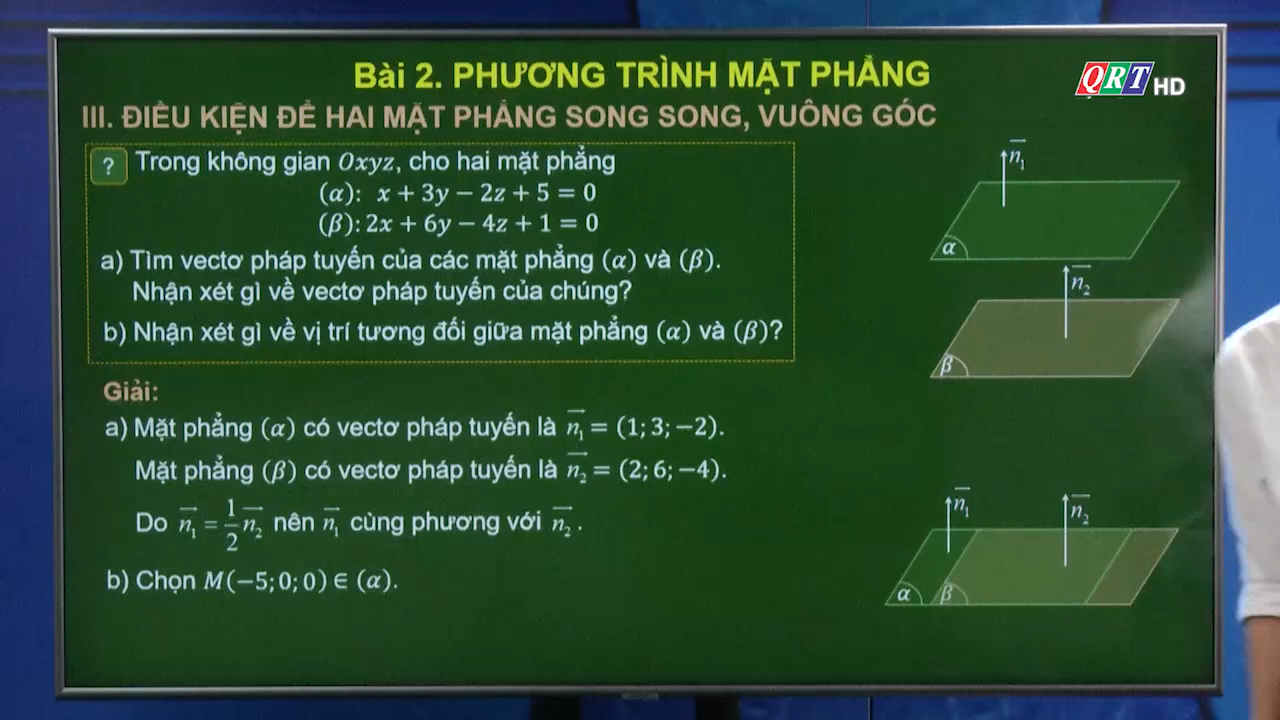 Bài 2. PHƯƠNG TRÌNH MẶT PHẲNG
QRT HD
III. ĐIỀU KIỆN ĐỂ HAI MẶT PHẲNG SONG SONG, VUÔNG GÓC
? Trong không gian Oxyz, cho hai mặt phẳng
(α): x + 3y − 2z + 5 = 0
(β): 2x + 6y − 4z + 1 = 0
a) Tìm vectơ pháp tuyến của các mặt phẳng (α) và (β).
Nhận xét gì về vectơ pháp tuyến của chúng?
b) Nhận xét gì về vị trí tương đối giữa mặt phẳng (α) và (β)?
Giải:
a) Mặt phẳng (α) có vectơ pháp tuyến là n₁⃗ = (1; 3; −2).
Mặt phẳng (β) có vectơ pháp tuyến là n₂⃗ = (2; 6; −4).
Do n₁⃗ = 1/2 n₂⃗ nên n₁⃗ cùng phương với n₂⃗.
b) Chọn M(−5; 0; 0) ∈ (α).
n₁⃗
α
n₂⃗
β
n₁⃗
n₂⃗
α
β